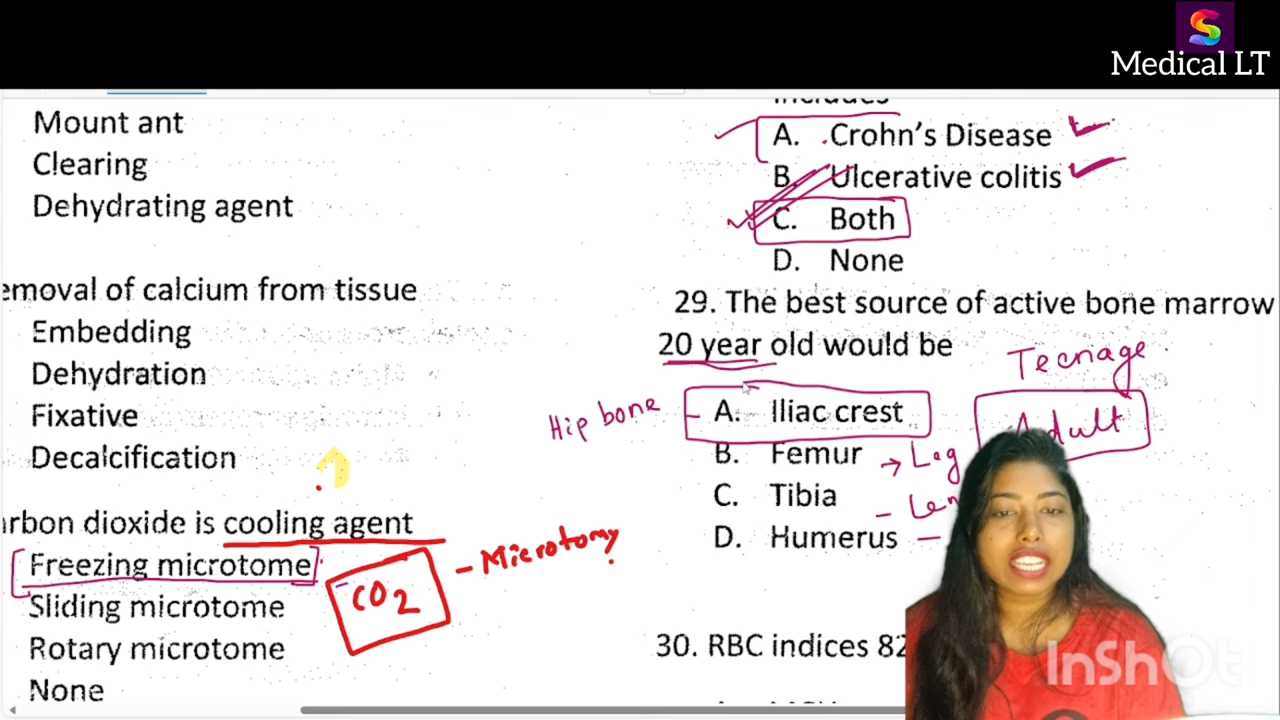 Medical LT
Mount ant
Clearing
Dehydrating agent
emoval of calcium from tissue
Embedding
Dehydration
Fixative
Decalcification
arbon dioxide is cooling agent
Freezing microtome
Sliding microtome
Rotary microtome
None
CO2
- Microtomy
includes
A. Crohn's Disease
B. Ulcerative colitis
C. Both
D. None
29. The best source of active bone marrow
20 year old would be
Teenage
Hip bone
A. Iliac crest
Adult
B. Femur → Leg
C. Tibia
D. Humerus
30. RBC indices 82
InShOt